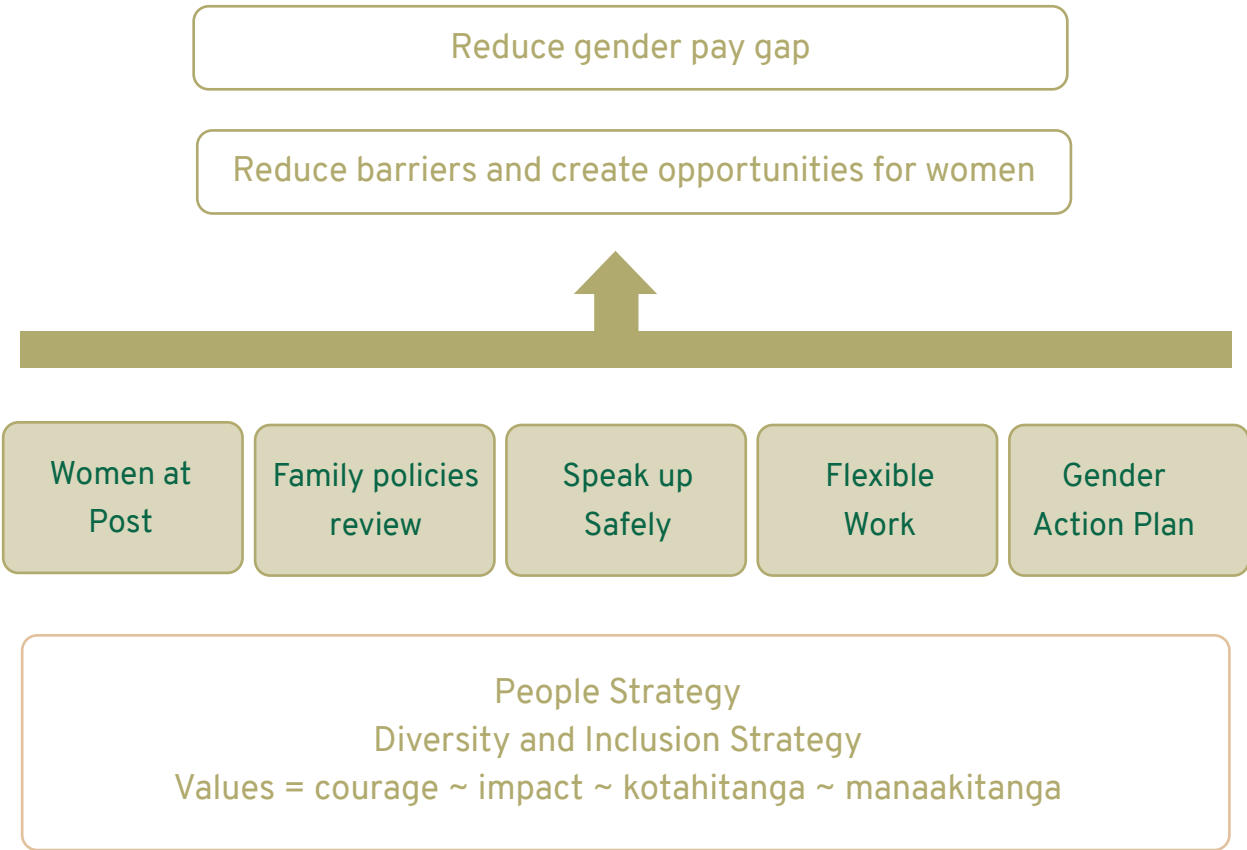 Reduce gender pay gap
Reduce barriers and create opportunities for women
Women at
Post
Family policies
review
Speak up
Safely
Flexible
Work
Gender
Action Plan
People Strategy
Diversity and Inclusion Strategy
Values = courage ~ impact ~ kotahitanga ~ manaakitanga